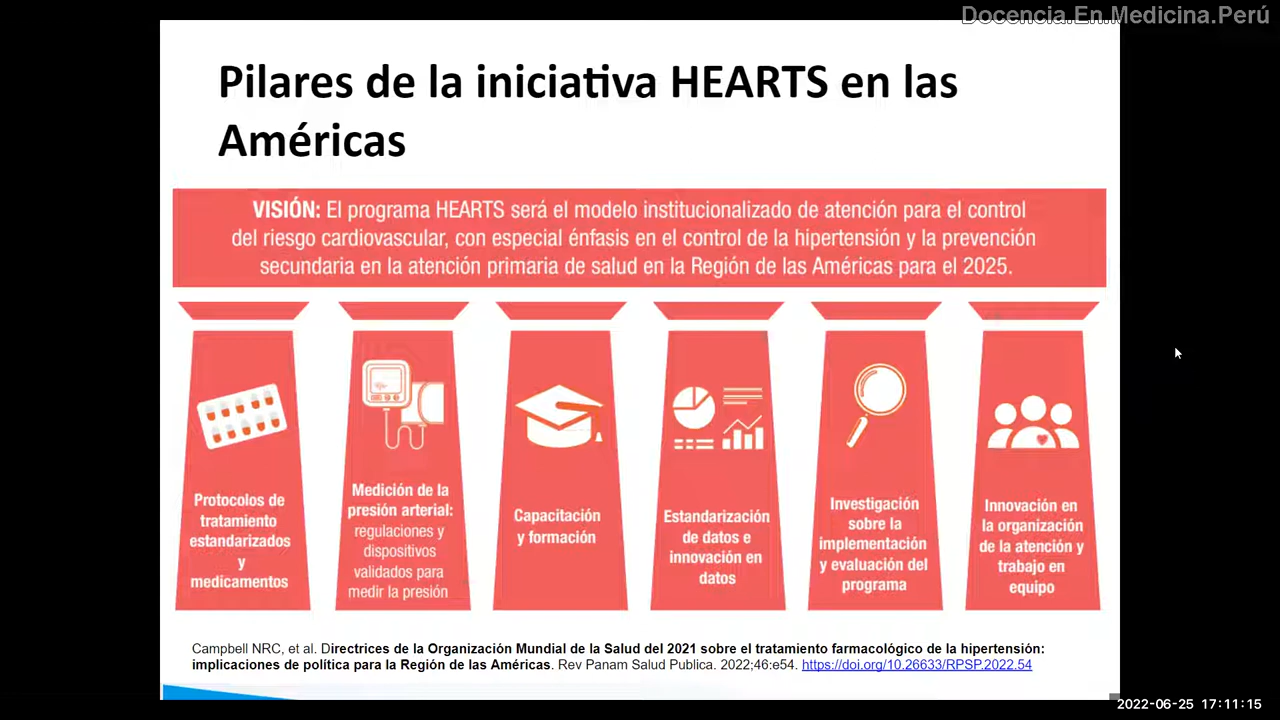 Docencia.En.Medicina.Perú
Pilares de la iniciativa HEARTS en las
Américas
VISIÓN: El programa HEARTS será el modelo institucionalizado de atención para el control
del riesgo cardiovascular, con especial énfasis en el control de la hipertensión y la prevención
secundaria en la atención primaria de salud en la Región de las Américas para el 2025.
Protocolos de
tratamiento
estandarizados
y
medicamentos
Medición de la
presión arterial:
regulaciones y
dispositivos
validados para
medir la presión
Capacitación
y formación
Estandarización
de datos e
innovación en
datos
Investigación
sobre la
implementación
y evaluación del
programa
Innovación en
la organización
de la atención y
trabajo en
equipo
Campbell NRC, et al. Directrices de la Organización Mundial de la Salud del 2021 sobre el tratamiento farmacológico de la hipertensión:
implicaciones de política para la Región de las Américas. Rev Panam Salud Publica. 2022;46:e54. https://doi.org/10.26633/RPSP.2022.54
2022-06-25 17:11:15